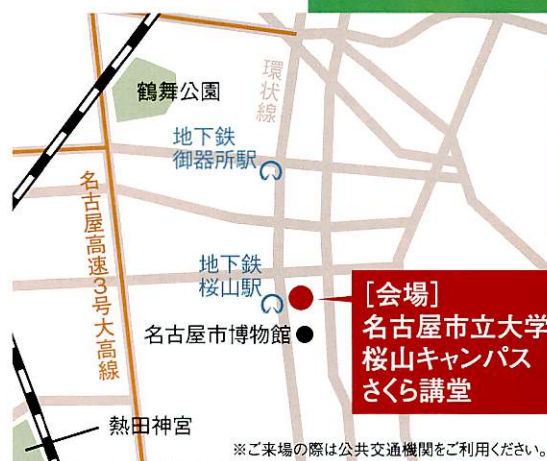 鶴舞公園
環状線
地下鉄
御器所駅
名古屋高速3号大高線
地下鉄
桜山駅
名古屋市博物館
[会場]
名古屋市立大学
桜山キャンパス
さくら講堂
熱田神宮
※ご来場の際は公共交通機関をご利用ください。